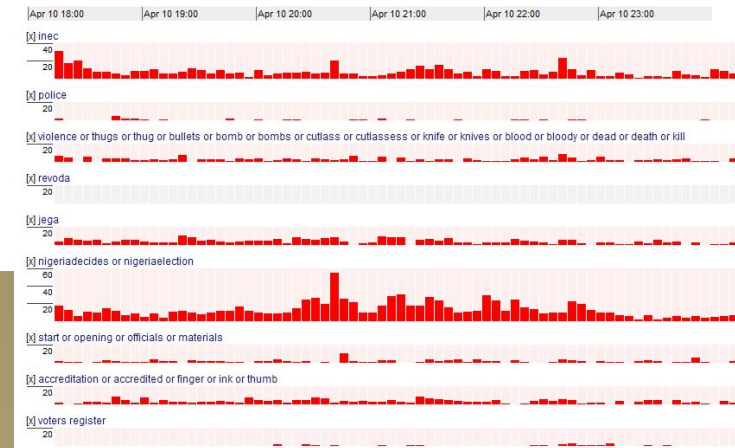 Apr 10 18:00 Apr 10 19:00 Apr 10 20:00 Apr 10 21:00 Apr 10 22:00 Apr 10 23:00
[x] inec
40
20
[x] police
20
[x] violence or thugs or thug or bullets or bomb or bombs or cutlass or cutlassess or knife or knives or blood or bloody or dead or death or kill
20
[x] revoda
20
[x] jega
20
[x] nigeriadecides or nigeriaelection
60
40
20
[x] start or opening or officials or materials
20
[x] accreditation or accredited or finger or ink or thumb
20
[x] voters register
20